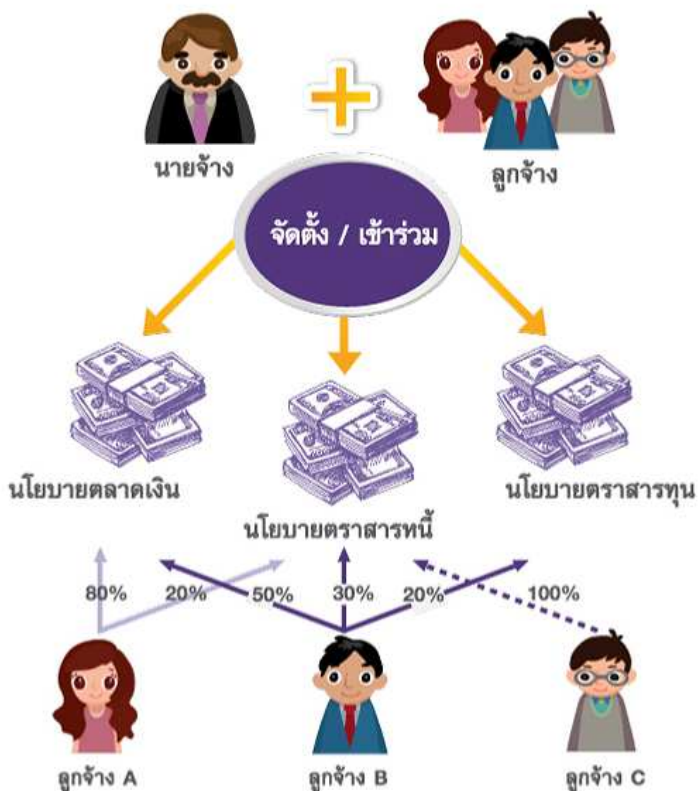 นายจ้าง
ลูกจ้าง
จัดตั้ง / เข้าร่วม
นโยบายตลาดเงิน
นโยบายตราสารหนี้
นโยบายตราสารทุน
80%
20%
50%
30%
20%
100%
ลูกจ้าง A
ลูกจ้าง B
ลูกจ้าง C